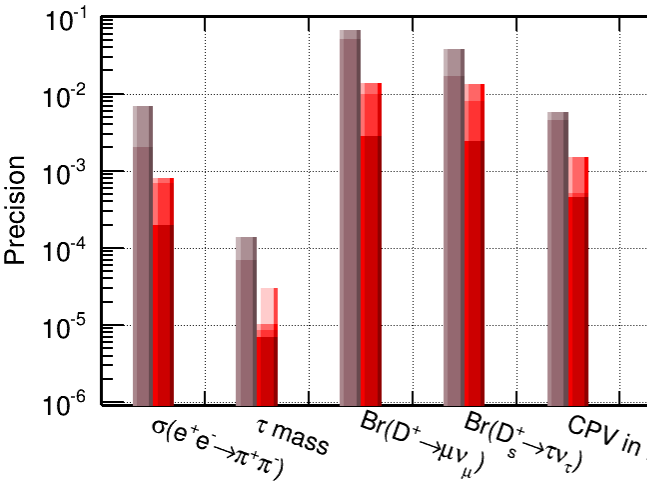 10⁻¹
10⁻²
10⁻³
10⁻⁴
10⁻⁵
10⁻⁶
Precision
σ(e⁺e⁻→π⁺π⁻)
τ mass
Br(D⁺→μν_μ)
Br(D_s⁺→τν_τ)
CPV in